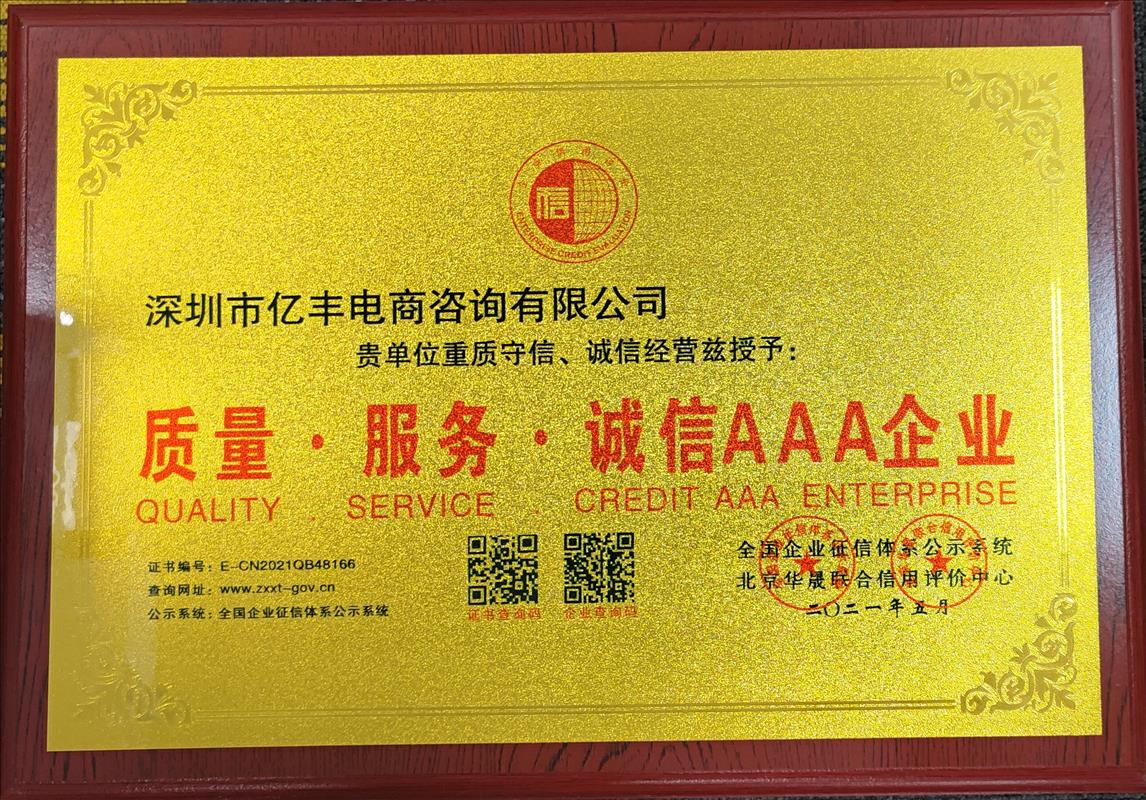 信
ENTERPRISE CREDIT EVALUATION
深圳市亿丰电商咨询有限公司
贵单位重质守信、诚信经营兹授予：
质量·服务·诚信AAA企业
QUALITY . SERVICE . CREDIT AAA ENTERPRISE
证书编号：E-CN2021QB48166
查询网址：www.zxxt-gov.cn
公示系统：全国企业征信体系公示系统
证书查询码
企业查询码
全国企业征信体系公示系统
北京华晟联合信用评价中心
二〇二一年五月